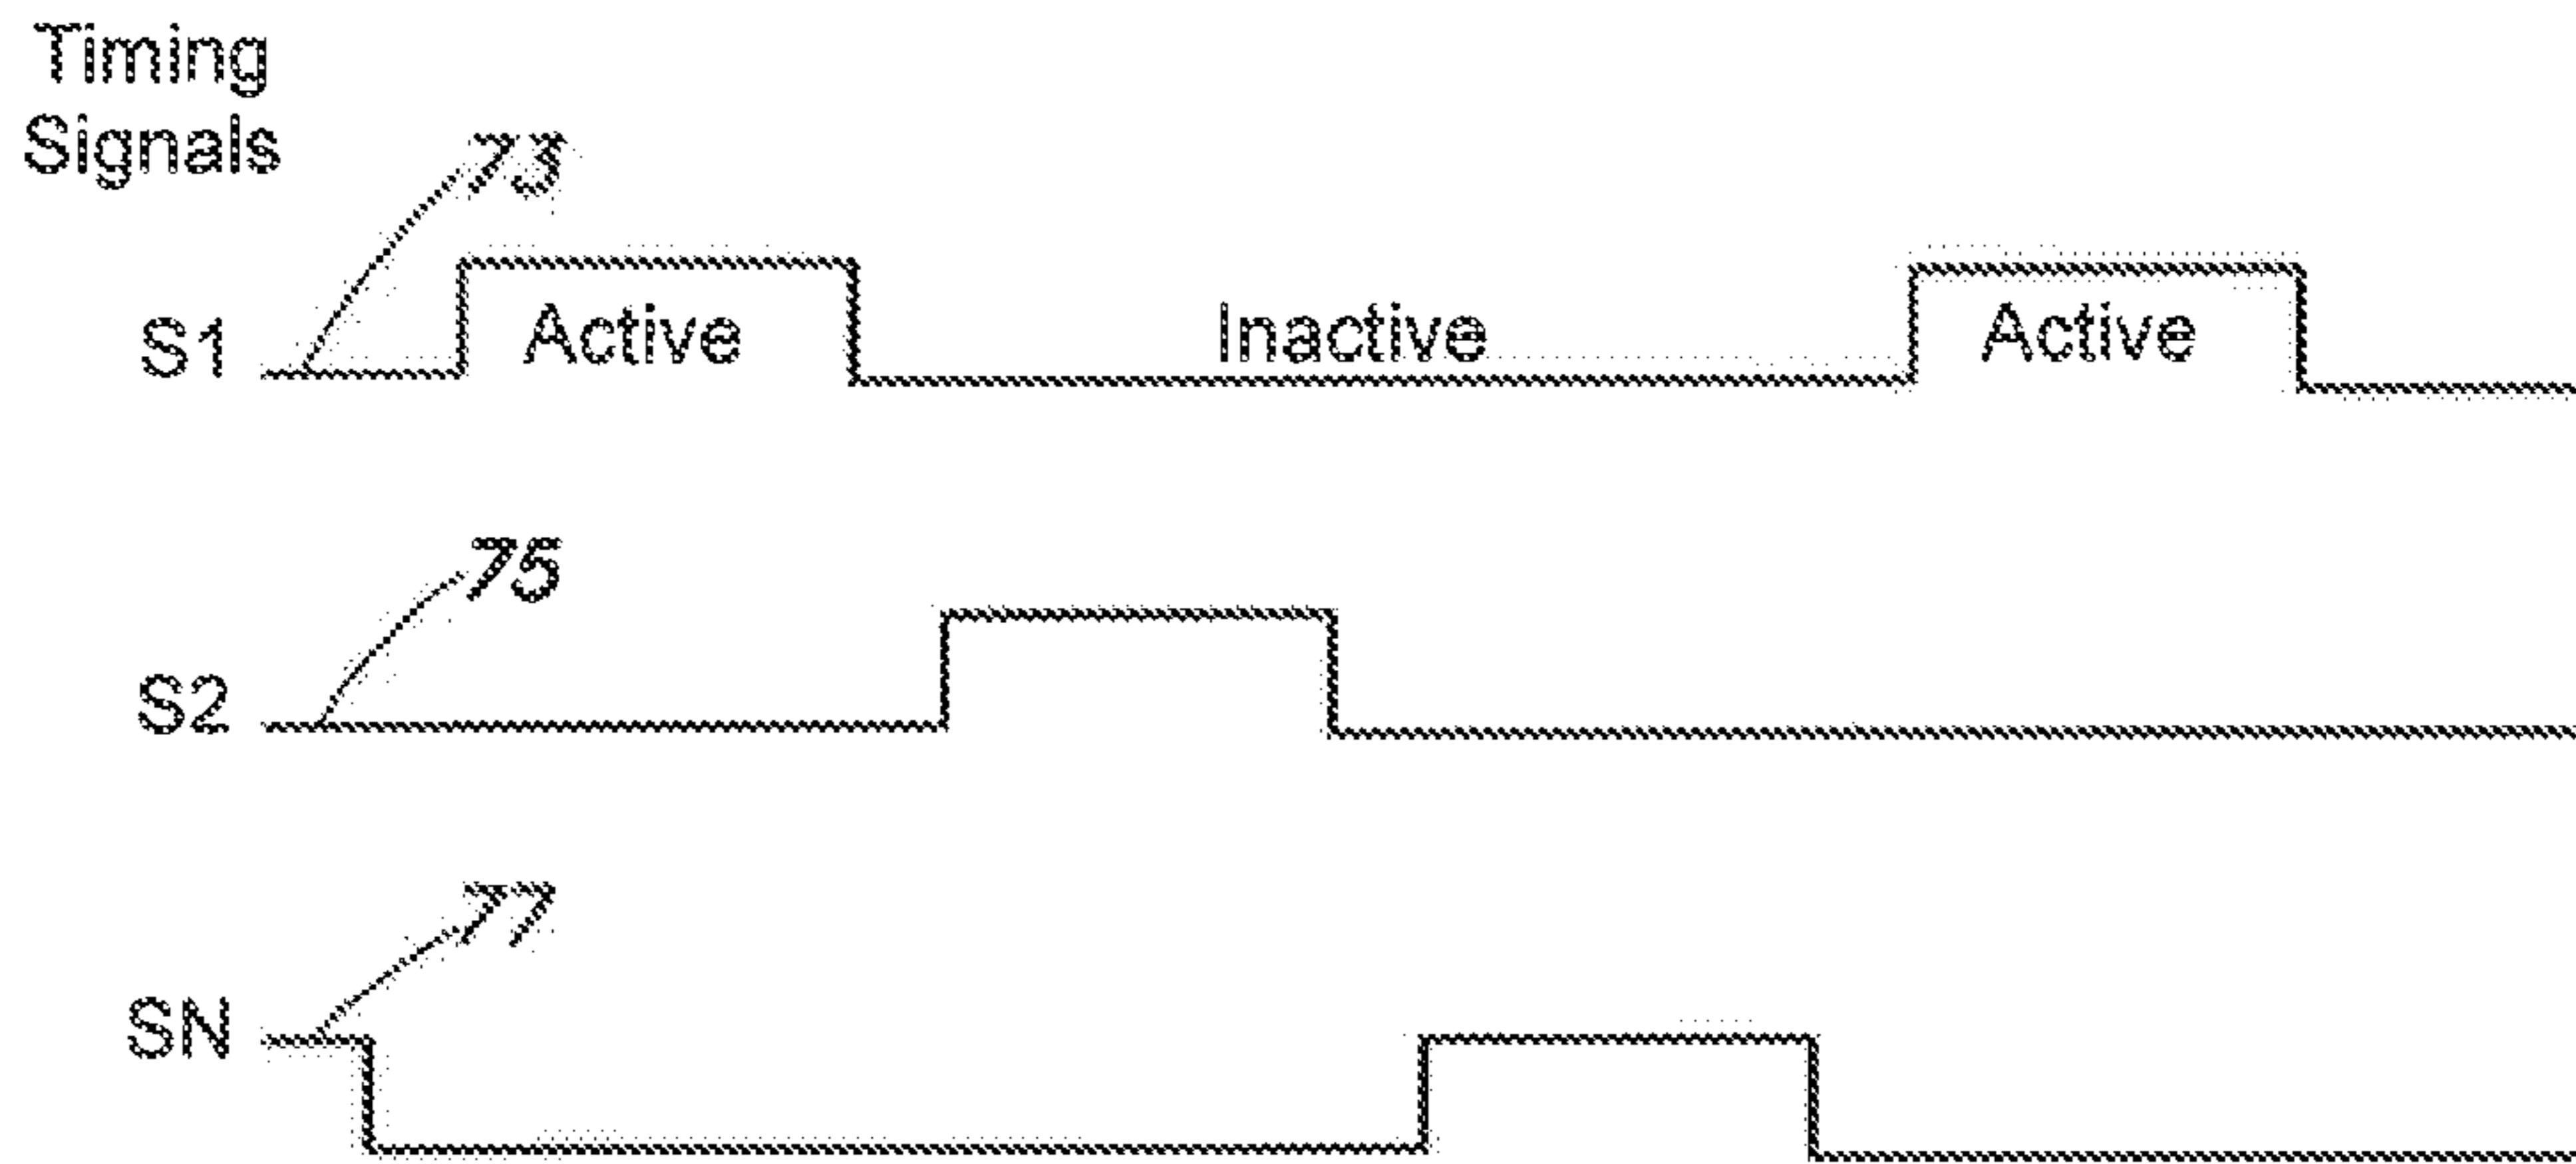 Timing
Signals
73
S1
Active
Inactive
Active
75
S2
77
SN